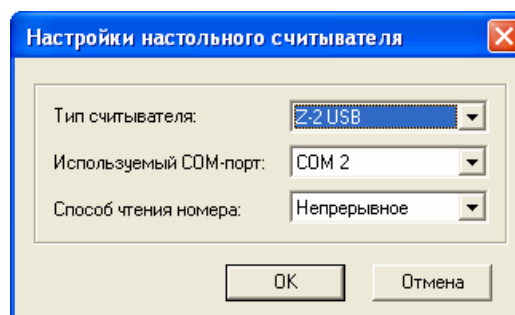 Настройки настольного считывателя
Тип считывателя: Z-2 USB
Используемый COM-порт: COM 2
Способ чтения номера: Непрерывное
OK Отмена